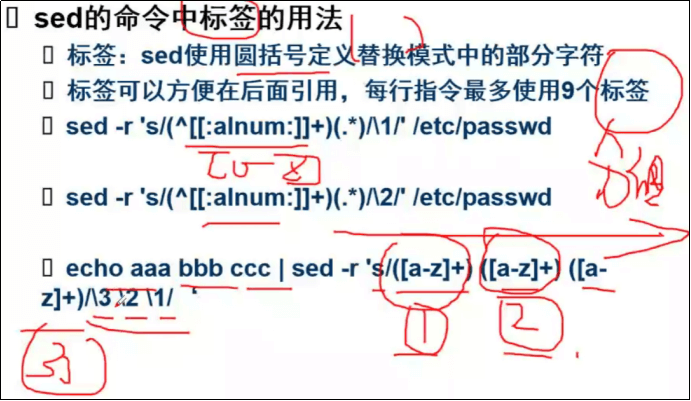 sed的命令中标签的用法
标签：sed使用圆括号定义替换模式中的部分字符
标签可以方便在后面引用，每行指令最多使用9个标签
sed -r 's/(^[[:alnum:]]+)(.*)/\1/' /etc/passwd
sed -r 's/(^[[:alnum:]]+)(.*)/\2/' /etc/passwd
echo aaa bbb ccc | sed -r 's/([a-z]+) ([a-z]+) ([a-
z]+)/\3 \2 \1/ ‘
1
2